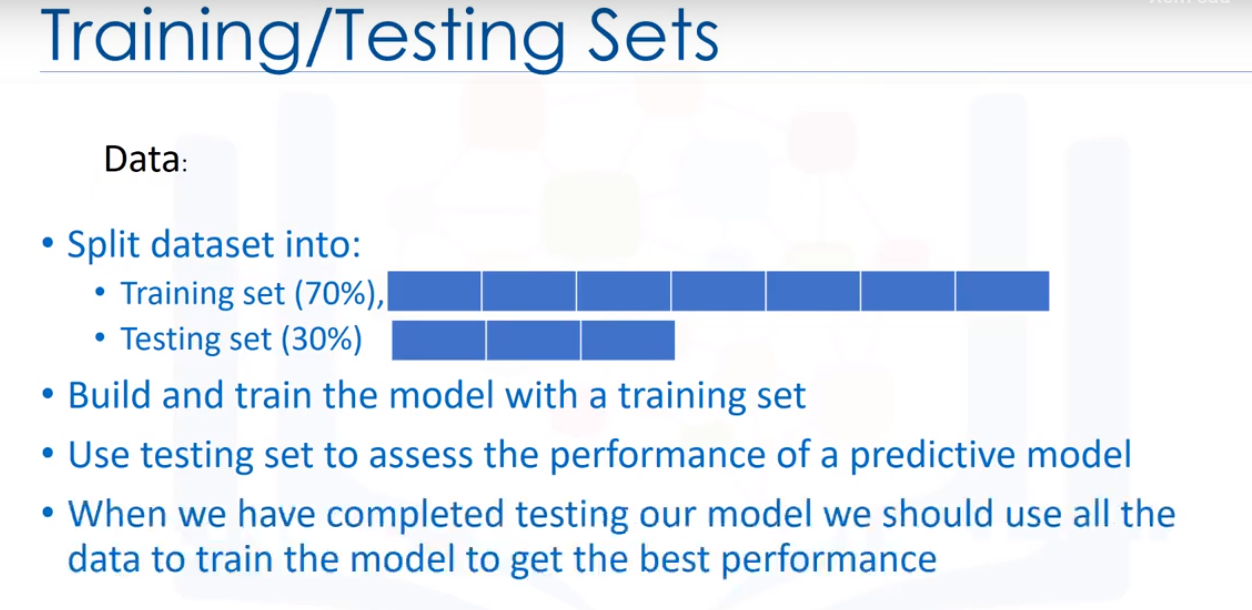 Training/Testing Sets
Data:
• Split dataset into:
• Training set (70%),
• Testing set (30%)
• Build and train the model with a training set
• Use testing set to assess the performance of a predictive model
• When we have completed testing our model we should use all the
data to train the model to get the best performance